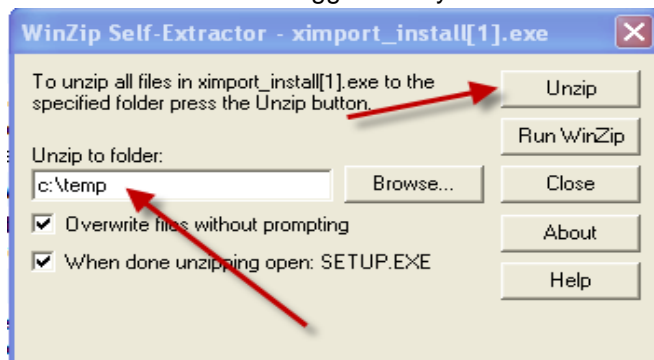 WinZip Self-Extractor - ximport_install[1].exe
To unzip all files in ximport_install[1].exe to the
specified folder press the Unzip button.
Unzip
Run WinZip
Unzip to folder:
c:\temp
Browse...
Close
Overwrite files without prompting
About
When done unzipping open: SETUP.EXE
Help